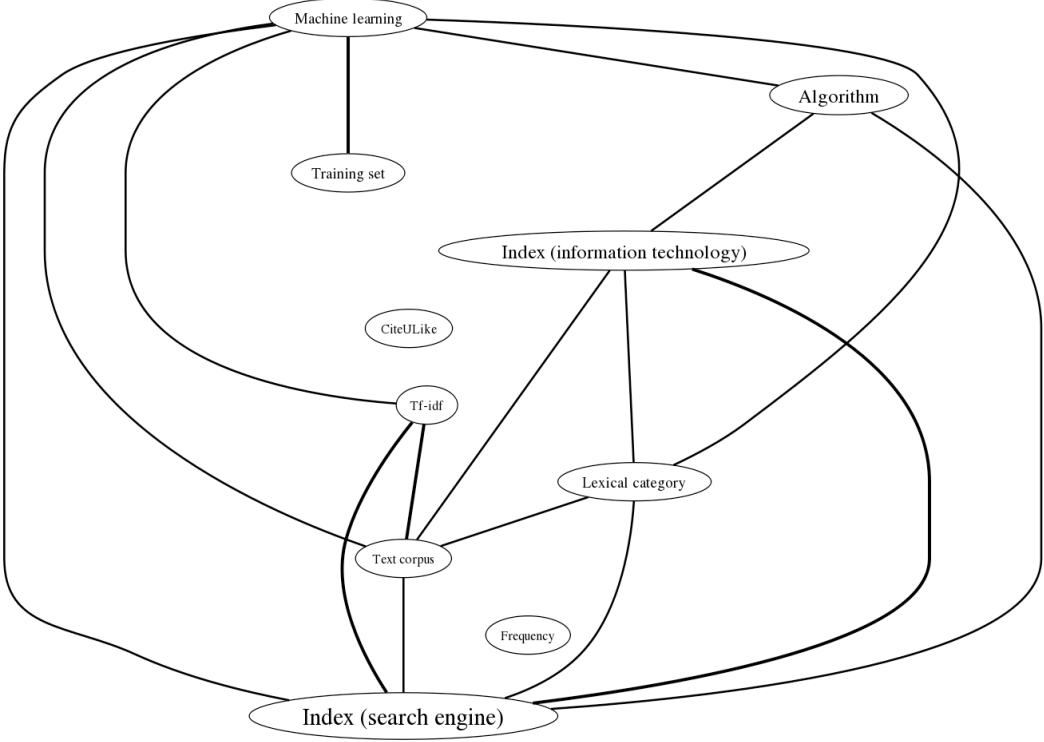 Machine learning
Algorithm
Training set
Index (information technology)
CiteULike
Tf-idf
Lexical category
Text corpus
Frequency
Index (search engine)